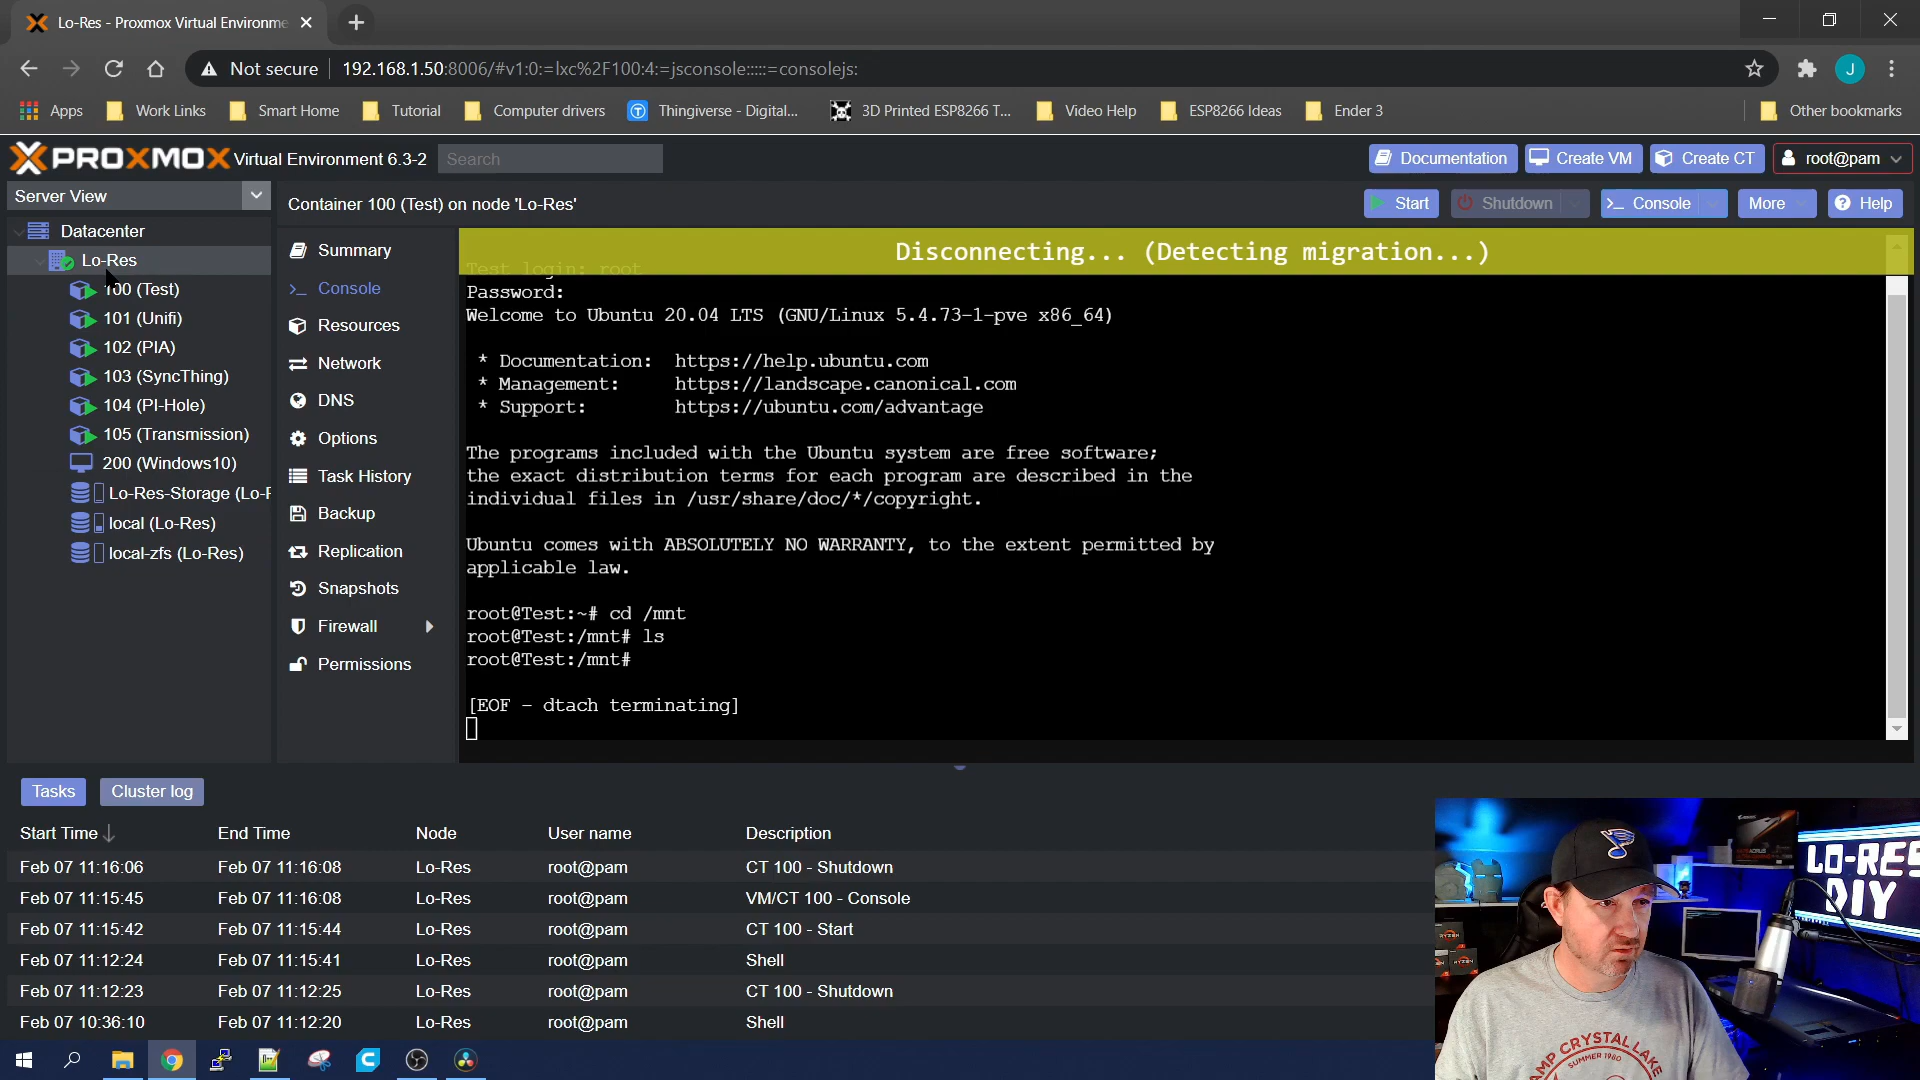 Lo-Res - Proxmox Virtual Environme
Not secure 192.168.1.50:8006/#v1:0:=lxc%2F100:4:=jsconsole:::::=consolejs:
J
Apps Work Links Smart Home Tutorial Computer drivers Thingiverse - Digital... 3D Printed ESP8266 T... Video Help ESP8266 Ideas Ender 3 Other bookmarks
PROXMOX Virtual Environment 6.3-2 Search Documentation Create VM Create CT root@pam
Server View
Container 100 (Test) on node 'Lo-Res' Start Shutdown Console More Help
Datacenter
Lo-Res
100 (Test)
101 (Unifi)
102 (PIA)
103 (SyncThing)
104 (PI-Hole)
105 (Transmission)
200 (Windows10)
Lo-Res-Storage (Lo-R
local (Lo-Res)
local-zfs (Lo-Res)
Summary
Console
Resources
Network
DNS
Options
Task History
Backup
Replication
Snapshots
Firewall
Permissions
Disconnecting... (Detecting migration...)
Test login: root
Password:
Welcome to Ubuntu 20.04 LTS (GNU/Linux 5.4.73-1-pve x86_64)
* Documentation: https://help.ubuntu.com
* Management: https://landscape.canonical.com
* Support: https://ubuntu.com/advantage
The programs included with the Ubuntu system are free software;
the exact distribution terms for each program are described in the
individual files in /usr/share/doc/*/copyright.
Ubuntu comes with ABSOLUTELY NO WARRANTY, to the extent permitted by
applicable law.
root@Test:~# cd /mnt
root@Test:/mnt# ls
root@Test:/mnt#
[EOF - dtach terminating]
Tasks Cluster log
Start Time End Time Node User name Description
Feb 07 11:16:06 Feb 07 11:16:08 Lo-Res root@pam CT 100 - Shutdown
Feb 07 11:15:45 Feb 07 11:16:08 Lo-Res root@pam VM/CT 100 - Console
Feb 07 11:15:42 Feb 07 11:15:44 Lo-Res root@pam CT 100 - Start
Feb 07 11:12:24 Feb 07 11:15:41 Lo-Res root@pam Shell
Feb 07 11:12:23 Feb 07 11:12:25 Lo-Res root@pam CT 100 - Shutdown
Feb 07 10:36:10 Feb 07 11:12:20 Lo-Res root@pam Shell
LO-RES
DIY
RYZEN
RYZEN
AMP CRYSTAL LAKE
SUMMER 1980